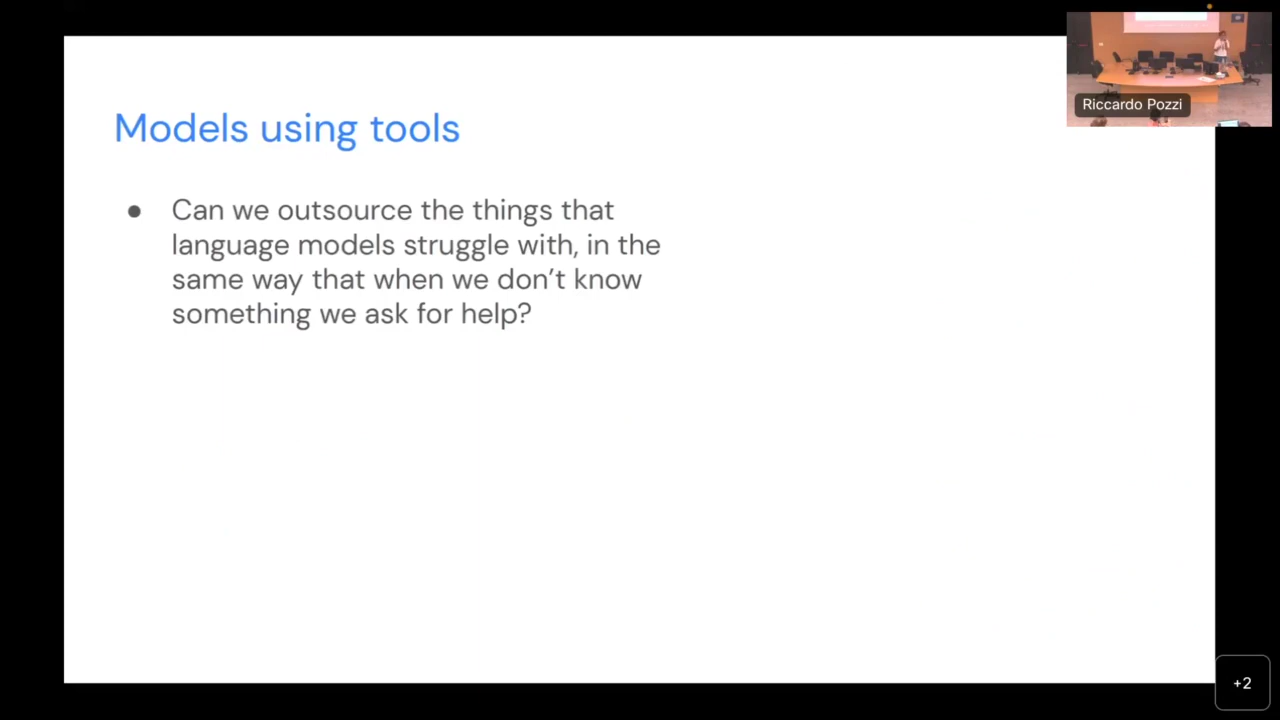 Models using tools
● Can we outsource the things that
language models struggle with, in the
same way that when we don't know
something we ask for help?
Riccardo Pozzi
+2